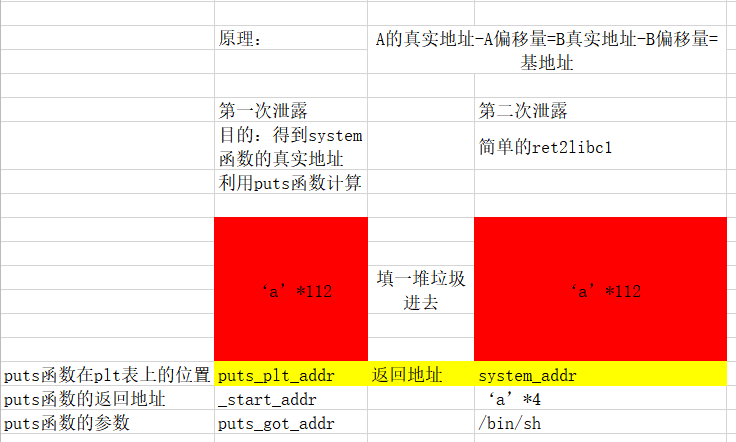 原理：
A的真实地址-A偏移量=B真实地址-B偏移量=
基地址
第一次泄露
第二次泄露
目的：得到system
函数的真实地址
简单的ret2libc1
利用puts函数计算
‘a’*112
填一堆垃圾
进去
‘a’*112
puts函数在plt表上的位置 puts_plt_addr 返回地址 system_addr
puts函数的返回地址 _start_addr ‘a’*4
puts函数的参数 puts_got_addr /bin/sh